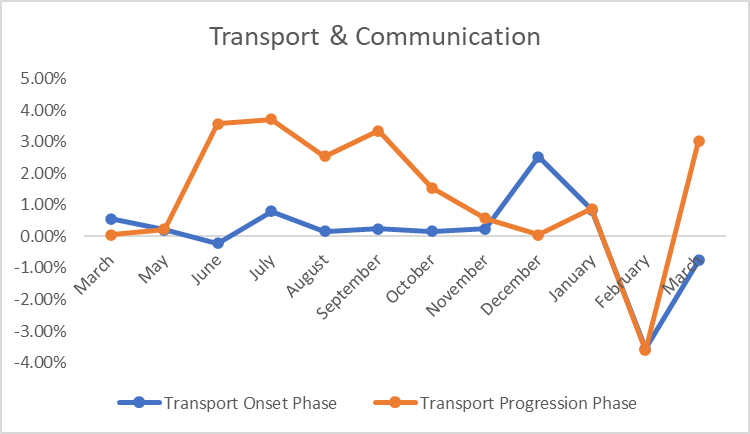 Transport & Communication
5.00%
4.00%
3.00%
2.00%
1.00%
0.00%
-1.00%
-2.00%
-3.00%
-4.00%
March
May
June
July
August
September
October
November
December
January
February
March
Transport Onset Phase
Transport Progression Phase